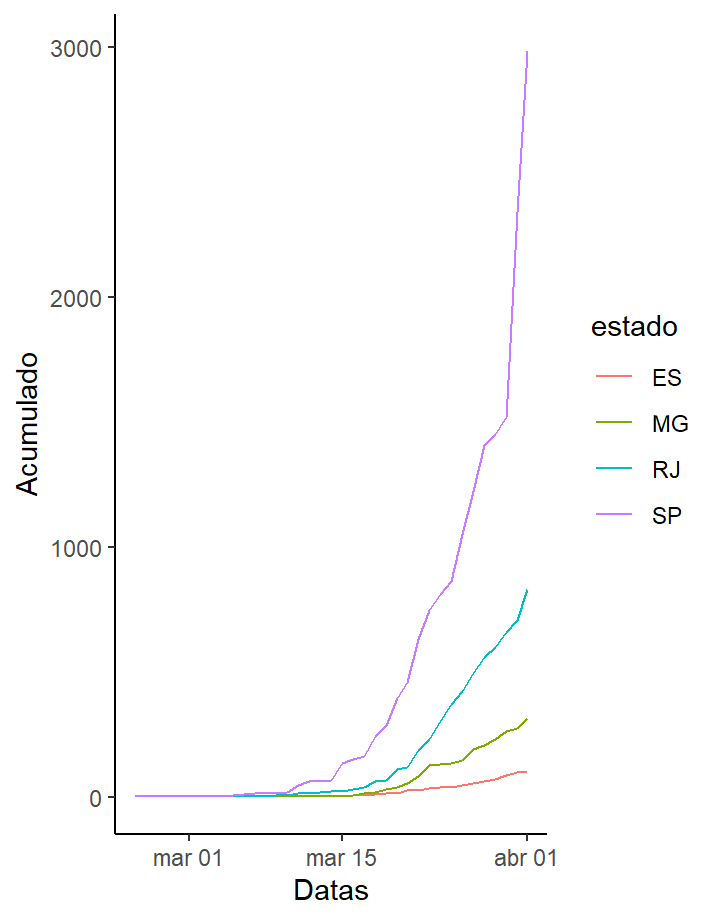 3000
2000
1000
0
Acumulado
mar 01
mar 15
abr 01
Datas
estado
ES
MG
RJ
SP